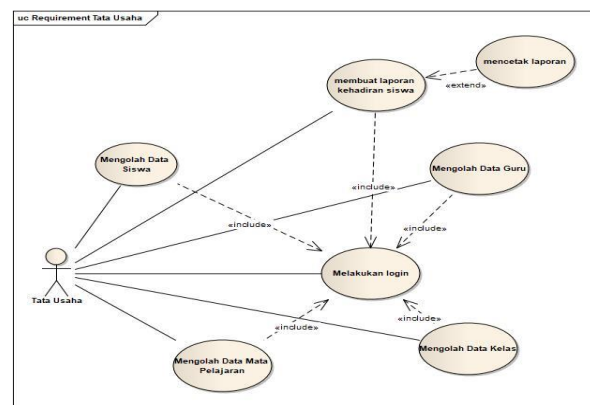 uc Requirement Tata Usaha
mencetak laporan
membuat laporan
kehadiran siswa
«extend»
Mengolah Data
Siswa
Mengolah Data Guru
«include»
«include»
«include»
Melakukan login
Tata Usaha
«include»
«include»
Mengolah Data Mata
Pelajaran
Mengolah Data Kelas